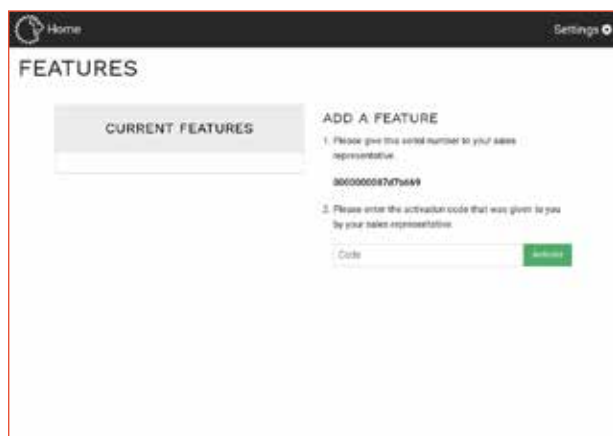 Home
Settings
FEATURES
CURRENT FEATURES
ADD A FEATURE
1. Please give this serial number to your sales
representative.
2. Please enter the activation code that was given to you
by your sales representative.
Code
Activate